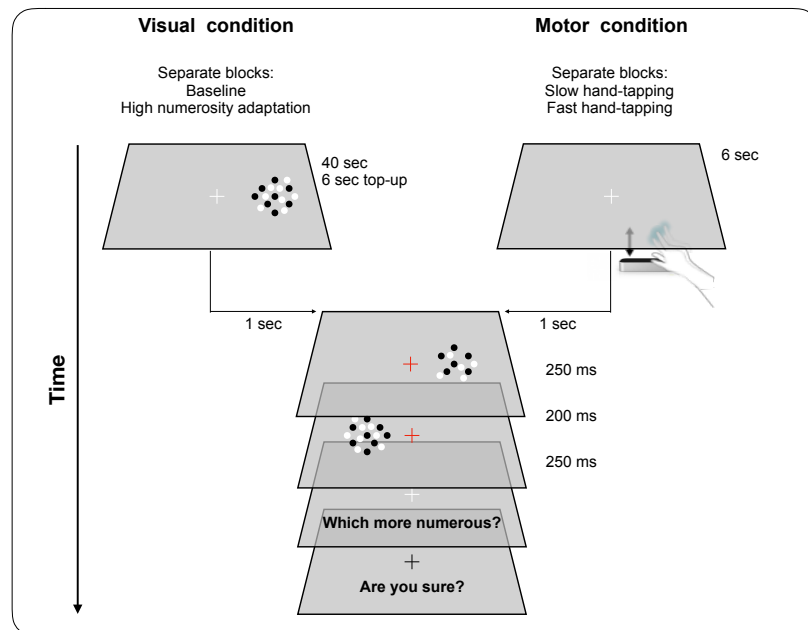 Visual condition
Separate blocks:
Baseline
High numerosity adaptation
40 sec
6 sec top-up
Motor condition
Separate blocks:
Slow hand-tapping
Fast hand-tapping
6 sec
1 sec
1 sec
Time
250 ms
200 ms
250 ms
Which more numerous?
Are you sure?